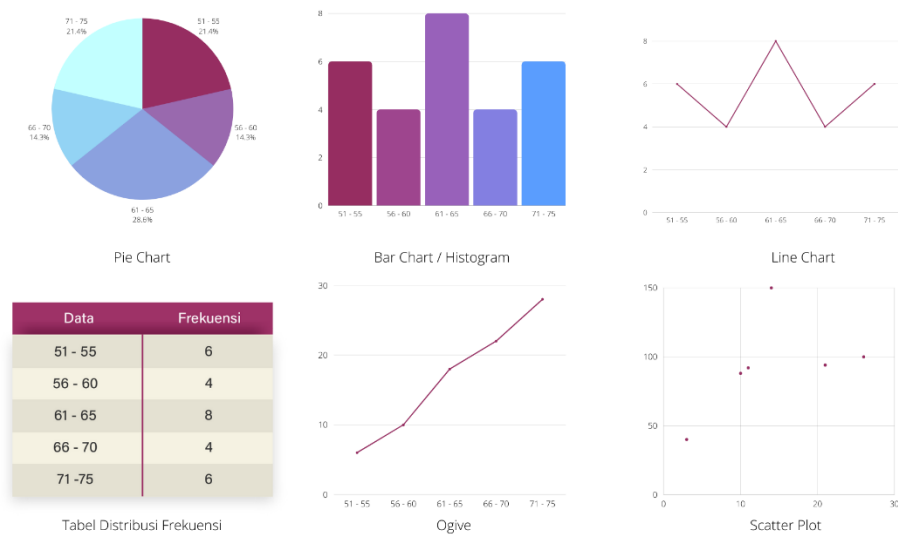 71 - 75
21.4%
51 - 55
21.4%
66 - 70
14.3%
56 - 60
14.3%
61 - 65
28.6%
Pie Chart
8
6
4
2
0
51 - 55 56 - 60 61 - 65 66 - 70 71 - 75
Bar Chart / Histogram
8
6
4
2
0
51 - 55 56 - 60 61 - 65 66 - 70 71 - 75
Line Chart
Data Frekuensi
51 - 55 6
56 - 60 4
61 - 65 8
66 - 70 4
71 -75 6
Tabel Distribusi Frekuensi
30
20
10
0
51 - 55 56 - 60 61 - 65 66 - 70 71 - 75
Ogive
150
100
50
0
0 10 20 30
Scatter Plot